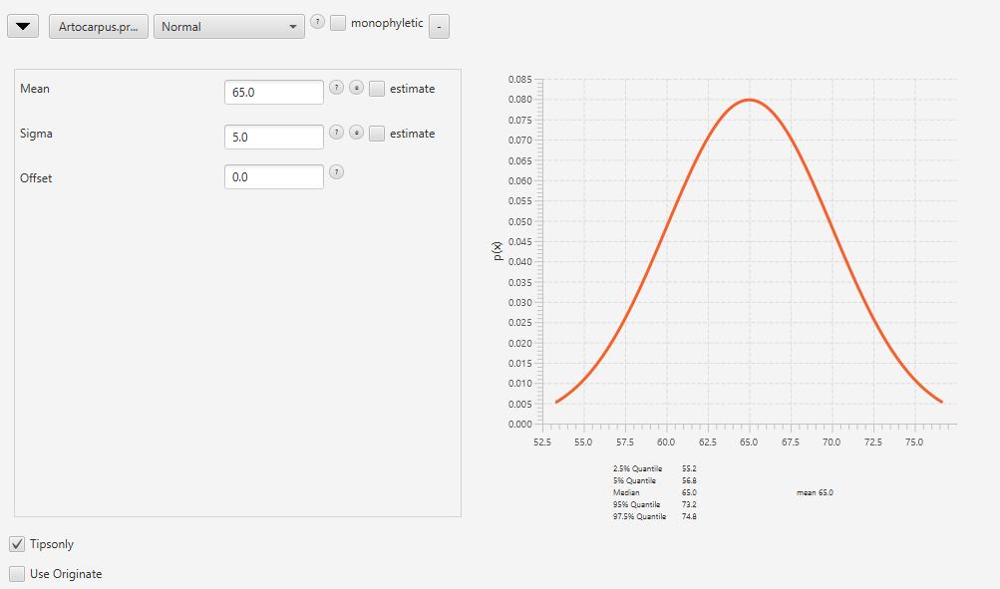 Artocarpus.pr... Normal ? monophyletic -
Mean 65.0 ? e estimate
Sigma 5.0 ? e estimate
Offset 0.0 ?
0.085
0.080
0.075
0.070
0.065
0.060
0.055
0.050
0.045
0.040
0.035
0.030
0.025
0.020
0.015
0.010
0.005
0.000
p(x)
52.5 55.0 57.5 60.0 62.5 65.0 67.5 70.0 72.5 75.0
2.5% Quantile 55.2
5% Quantile 56.8
Median 65.0
95% Quantile 73.2
97.5% Quantile 74.8
mean 65.0
Tipsonly
Use Originate